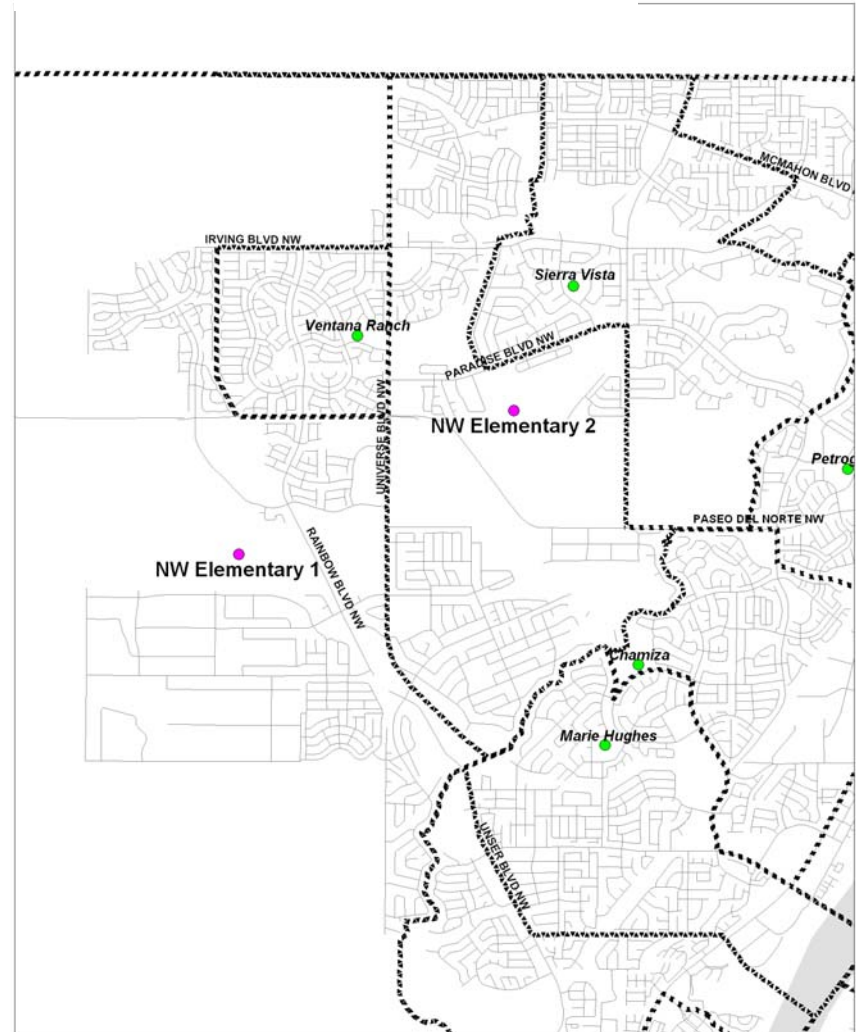 MCMAHON BLVD
IRVING BLVD NW
Sierra Vista
Ventana Ranch
PARADISE BLVD NW
NW Elementary 2
UNIVERSE BLVD NW
Petrog
PASEO DEL NORTE NW
RAINBOW BLVD NW
NW Elementary 1
Chamiza
Marie Hughes
UNSER BLVD NW